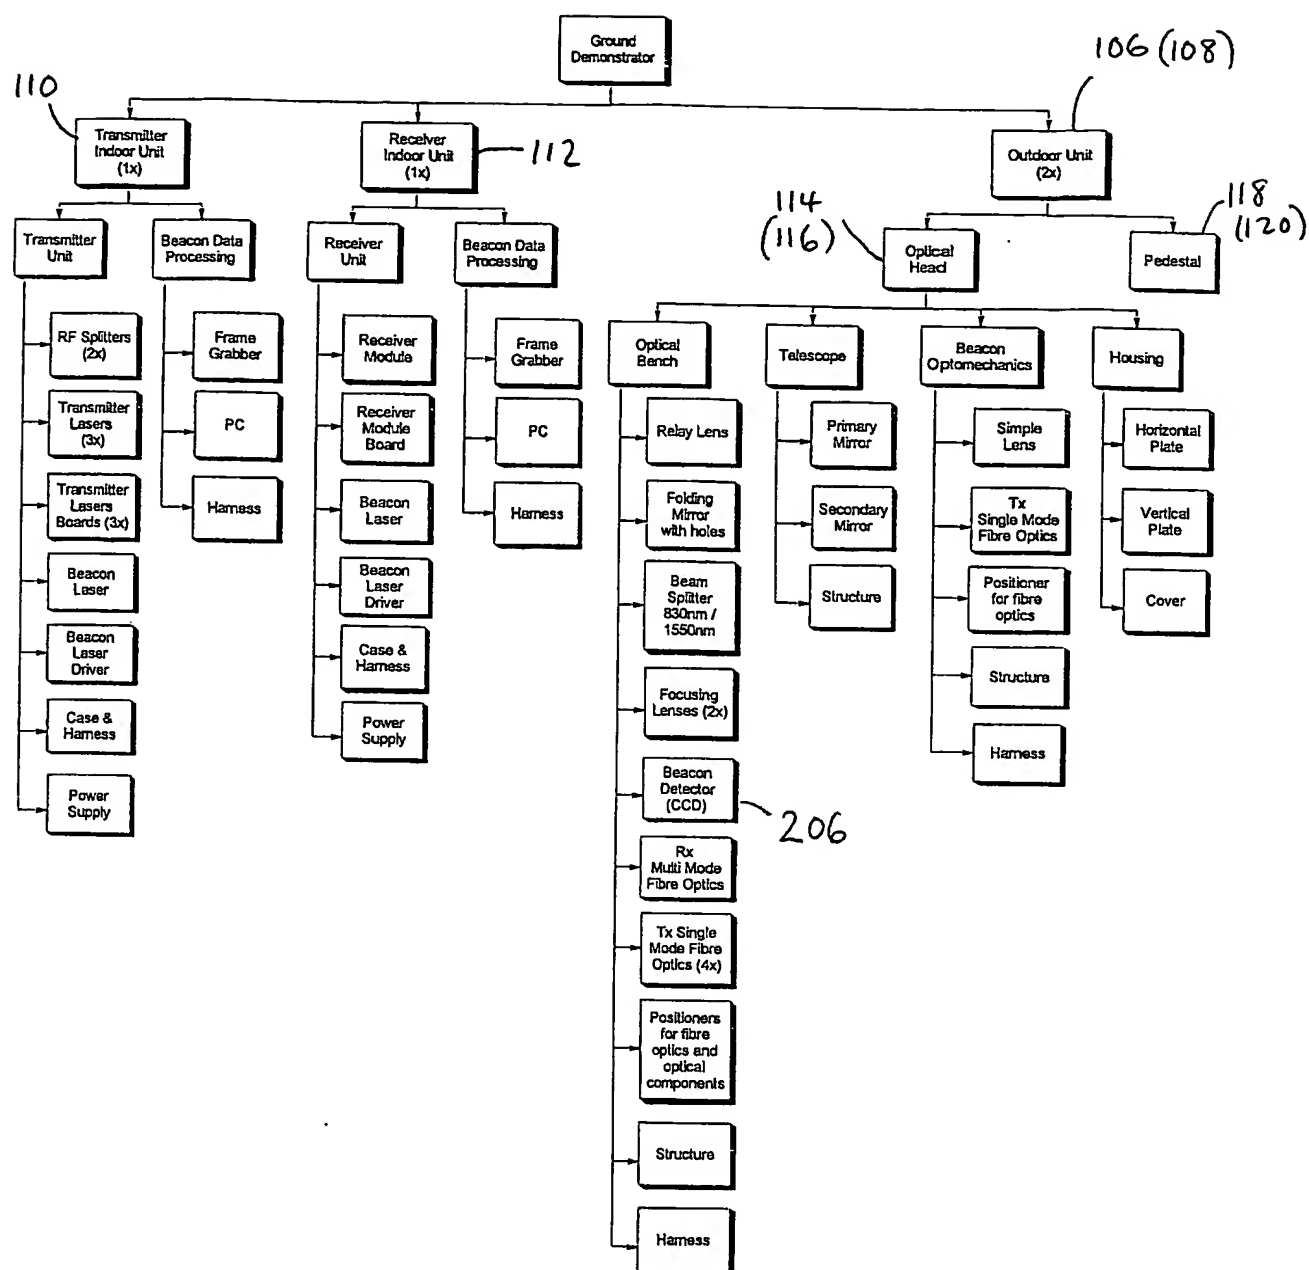 Ground
Demonstrator
106 (108)
110
Transmitter
Indoor Unit
(1x)
Receiver
Indoor Unit
(1x)
112
Outdoor Unit
(2x)
114
(116)
118
(120)
Transmitter
Unit
Beacon Data
Processing
Receiver
Unit
Beacon Data
Processing
Optical
Head
Pedestal
RF Splitters
(2x)
Transmitter
Lasers
(3x)
Transmitter
Lasers
Boards (3x)
Beacon
Laser
Beacon
Laser
Driver
Case &
Harness
Power
Supply
Frame
Grabber
PC
Harness
Receiver
Module
Receiver
Module
Board
Beacon
Laser
Beacon
Laser
Driver
Case &
Harness
Power
Supply
Frame
Grabber
PC
Harness
Optical
Bench
Telescope
Beacon
Optomechanics
Housing
Relay Lens
Folding
Mirror
with holes
Beam
Splitter
830nm /
1550nm
Focusing
Lenses (2x)
Beacon
Detector
(CCD)
206
Rx
Multi Mode
Fibre Optics
Tx Single
Mode Fibre
Optics (4x)
Positioners
for fibre
optics and
optical
components
Structure
Harness
Primary
Mirror
Secondary
Mirror
Structure
Simple
Lens
Tx
Single Mode
Fibre Optics
Positioner
for fibre
optics
Structure
Harness
Horizontal
Plate
Vertical
Plate
Cover